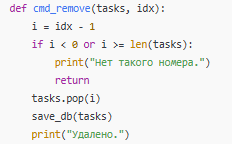 def cmd_remove(tasks, idx):
    i = idx - 1
    if i < 0 or i >= len(tasks):
        print("Нет такого номера.")
        return
    tasks.pop(i)
    save_db(tasks)
    print("Удалено.")